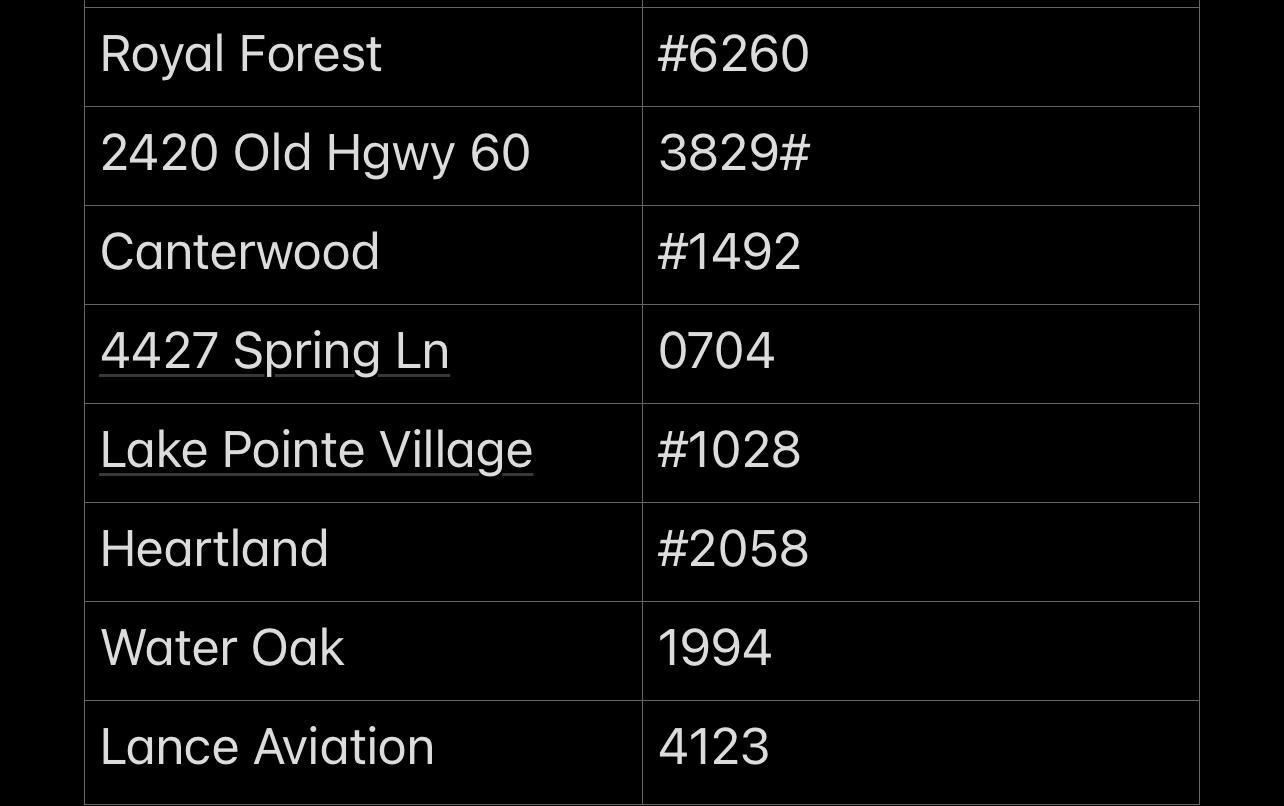 Royal Forest #6260
2420 Old Hgwy 60 3829#
Canterwood #1492
4427 Spring Ln 0704
Lake Pointe Village #1028
Heartland #2058
Water Oak 1994
Lance Aviation 4123